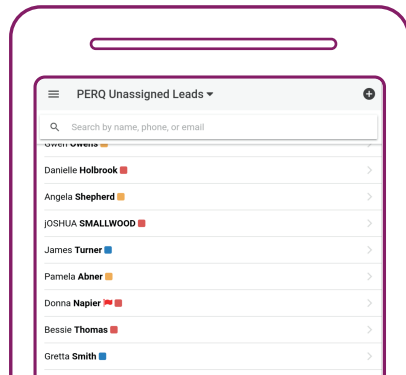 PERQ Unassigned Leads
Search by name, phone, or email
Gwen Owens
Danielle Holbrook
Angela Shepherd
jOSHUA SMALLWOOD
James Turner
Pamela Abner
Donna Napier
Bessie Thomas
Gretta Smith